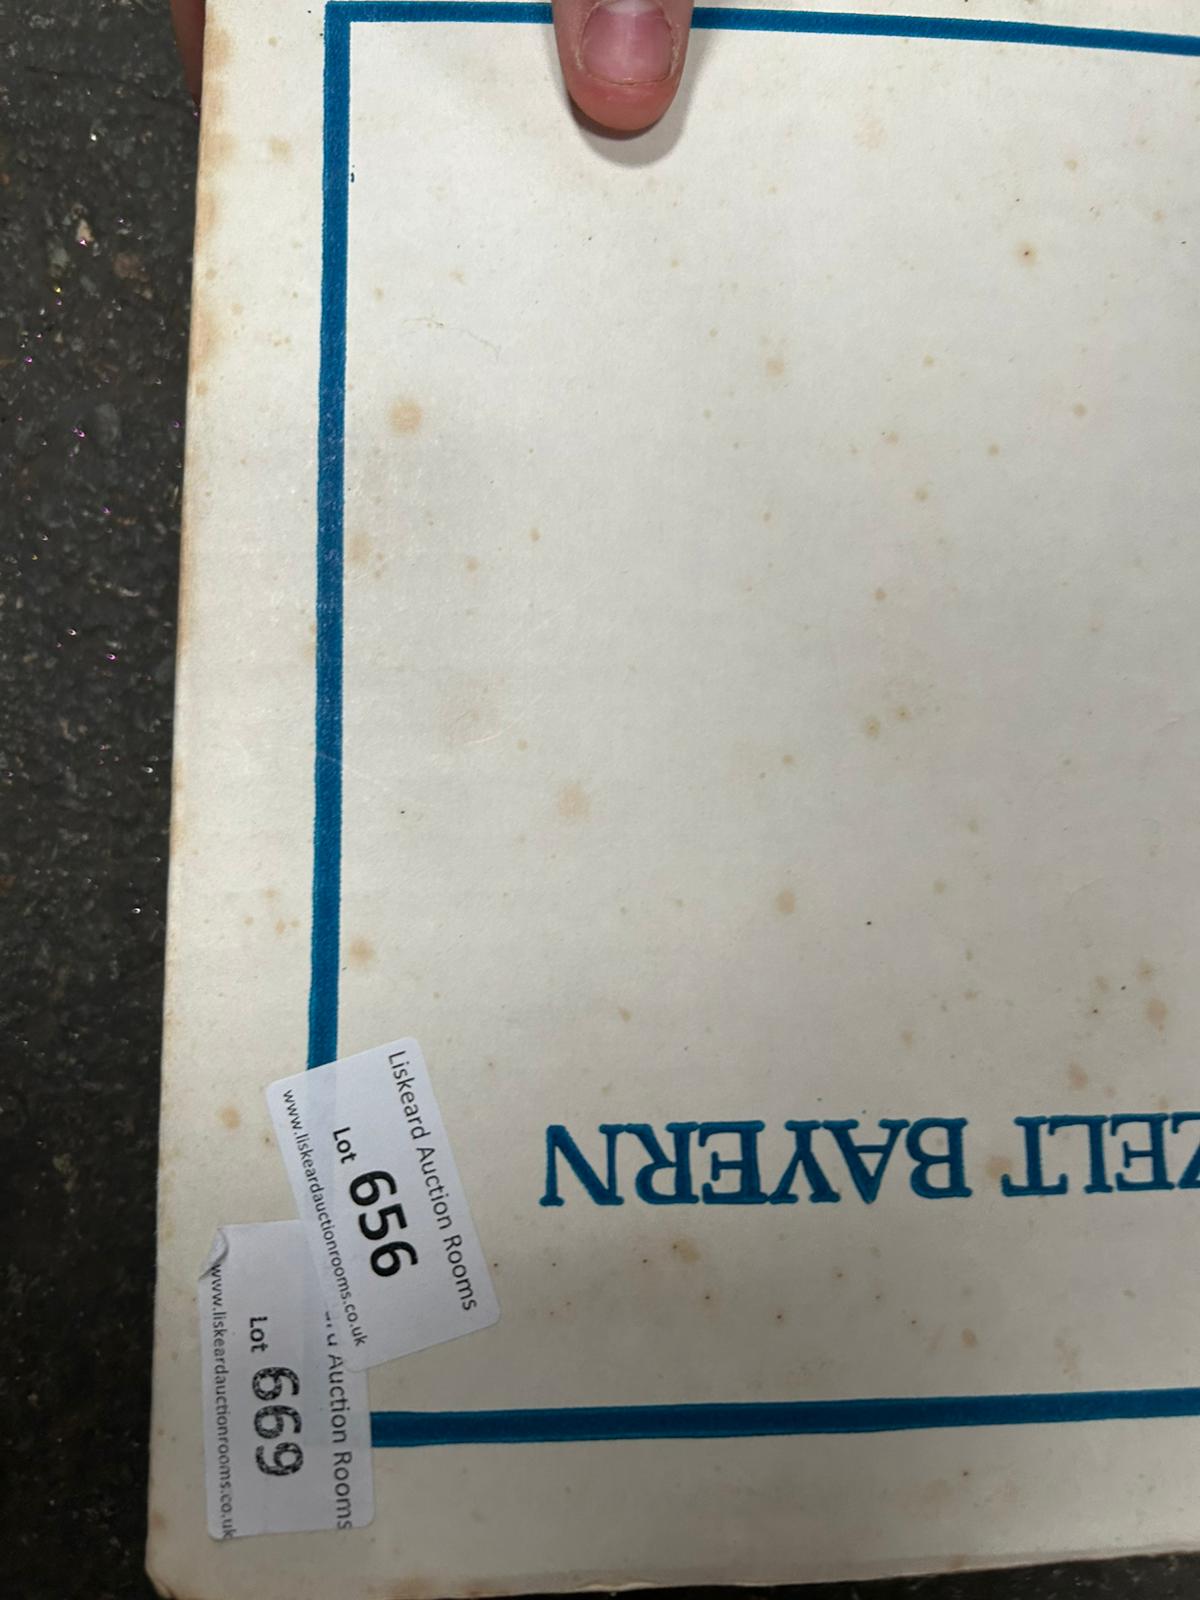 Liskeard Auction Rooms
Lot 656
www.liskeardauctionrooms.co.uk
Auction Rooms
Lot 669
www.liskeardauctionrooms.co.uk
ZELT BAYERN